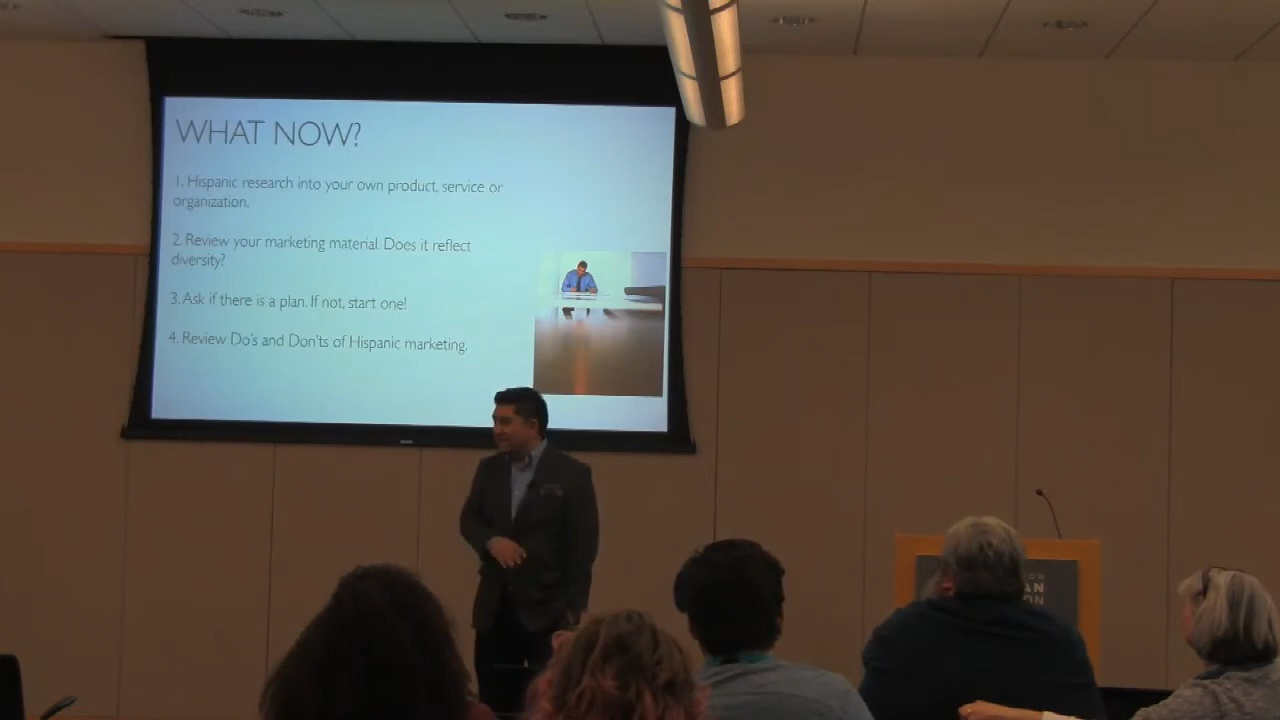 WHAT NOW?
1. Hispanic research into your own product, service or
organization.
2. Review your marketing material. Does it reflect
diversity?
3. Ask if there is a plan. If not, start one!
4. Review Do's and Don'ts of Hispanic marketing.